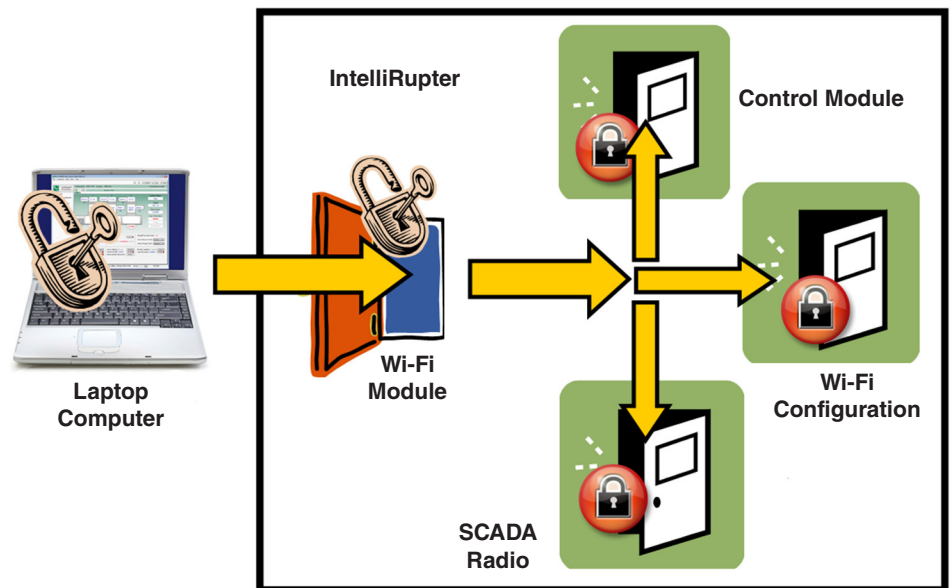 IntelliRupter
Control Module
Laptop
Computer
Wi-Fi
Module
Wi-Fi
Configuration
SCADA
Radio